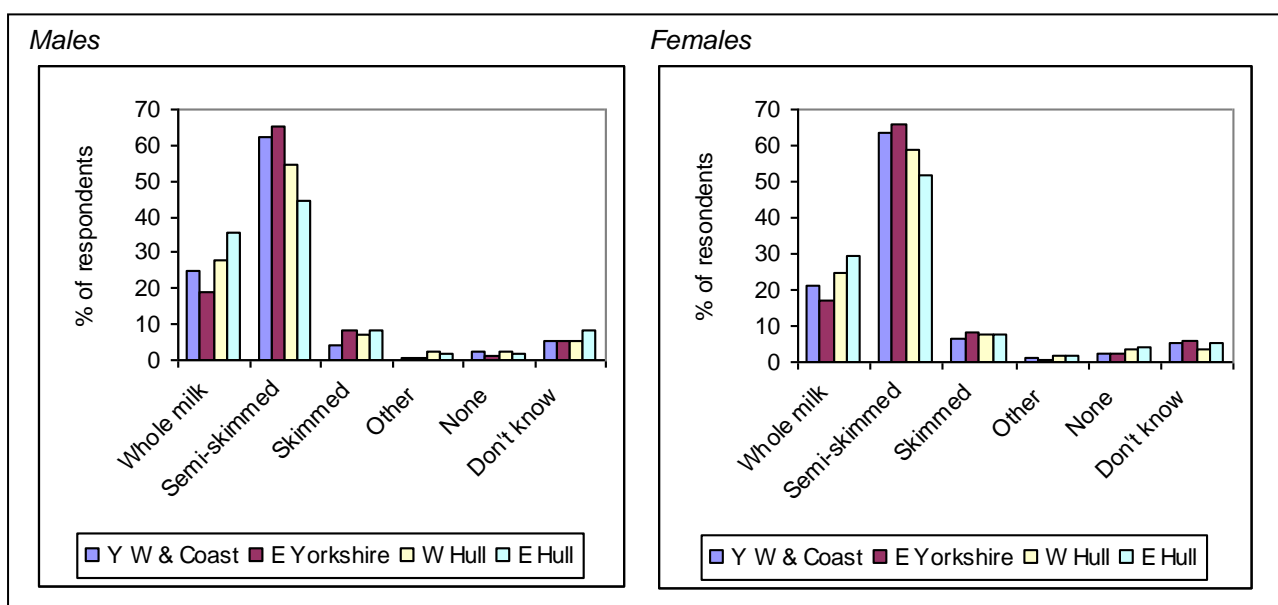 Males
% of respondents
70
60
50
40
30
20
10
0
Whole milk
Semi-skimmed
Skimmed
Other
None
Don't know
Y W & Coast E Yorkshire W Hull E Hull
Females
% of resondents
70
60
50
40
30
20
10
0
Whole milk
Semi-skimmed
Skimmed
Other
None
Don't know
Y W & Coast E Yorkshire W Hull E Hull